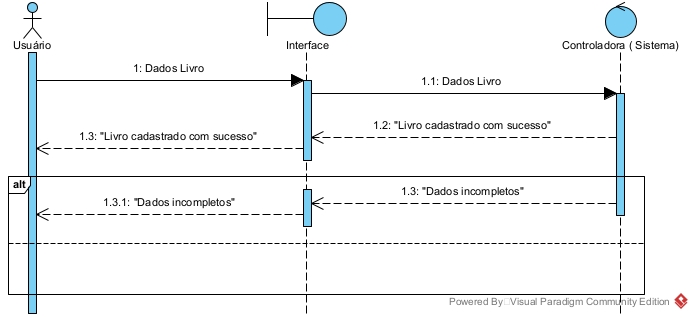 Usuário
Interface
Controladora ( Sistema)
1: Dados Livro
1.1: Dados Livro
1.2: "Livro cadastrado com sucesso"
1.3: "Livro cadastrado com sucesso"
alt
1.3: "Dados incompletos"
1.3.1: "Dados incompletos"
Powered By Visual Paradigm Community Edition